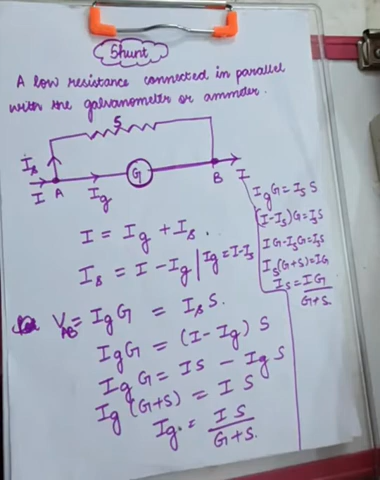 Shunt
A low resistance connected in parallel
with the galvanometer or ammeter.
S
Is
I A Ig G B I
I = Ig + Is.
Is = I - Ig | Ig = I - Is
VAB = IgG = IsS.
IgG = (I - Ig) S
IgG = IS - IgS
Ig (G+S) = IS
Ig = IS/G+S.
IgG = IsS
(I-Is)G = IsS
IG-IsG = IsS
Is(G+S) = IG
Is = IG/G+S.